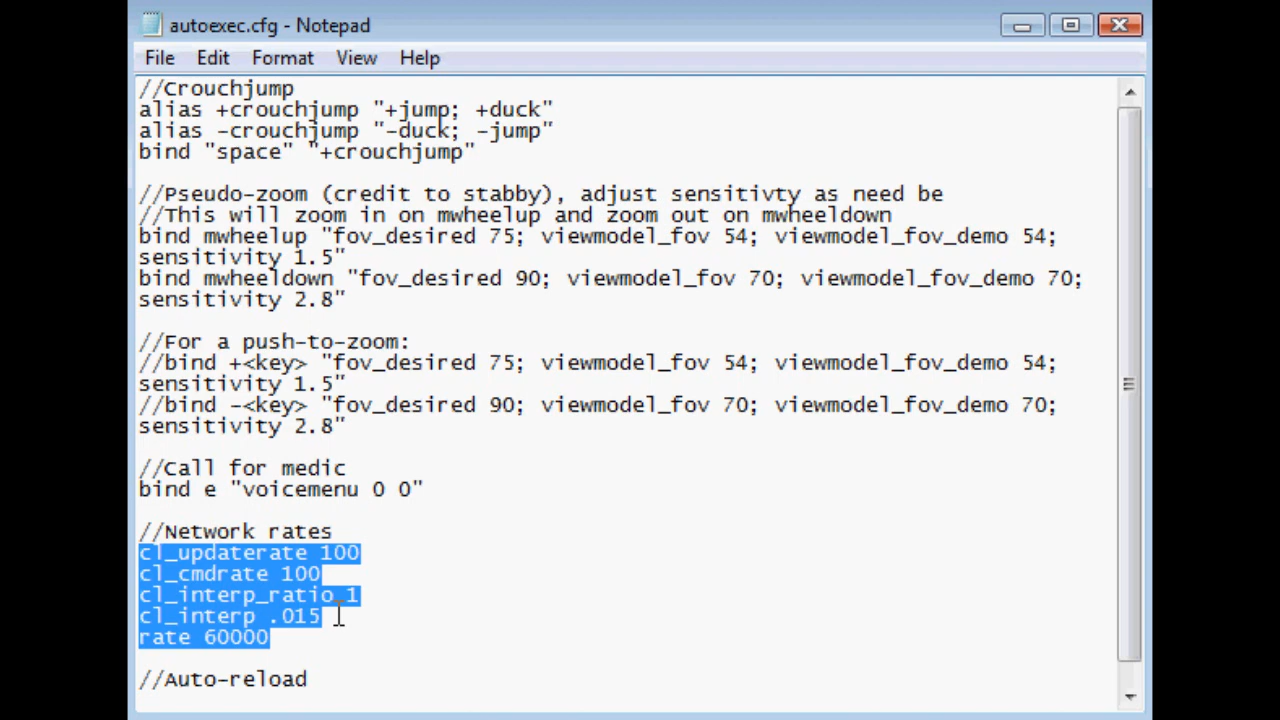 autoexec.cfg - Notepad
File Edit Format View Help
//Crouchjump
alias +crouchjump "+jump; +duck"
alias -crouchjump "-duck; -jump"
bind "space" "+crouchjump"
//Pseudo-zoom (credit to stabby), adjust sensitivty as need be
//This will zoom in on mwheelup and zoom out on mwheeldown
bind mwheelup "fov_desired 75; viewmodel_fov 54; viewmodel_fov_demo 54;
sensitivity 1.5"
bind mwheeldown "fov_desired 90; viewmodel_fov 70; viewmodel_fov_demo 70;
sensitivity 2.8"
//For a push-to-zoom:
//bind +<key> "fov_desired 75; viewmodel_fov 54; viewmodel_fov_demo 54;
sensitivity 1.5"
//bind -<key> "fov_desired 90; viewmodel_fov 70; viewmodel_fov_demo 70;
sensitivity 2.8"
//Call for medic
bind e "voicemenu 0 0"
//Network rates
cl_updaterate 100
cl_cmdrate 100
cl_interp_ratio 1
cl_interp .015
rate 60000
//Auto-reload